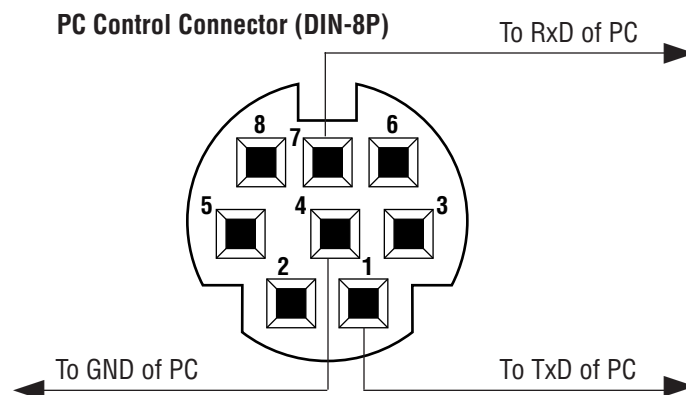 PC Control Connector (DIN-8P)
To RxD of PC
8 7 6
5 4 3
2 1
To GND of PC
To TxD of PC